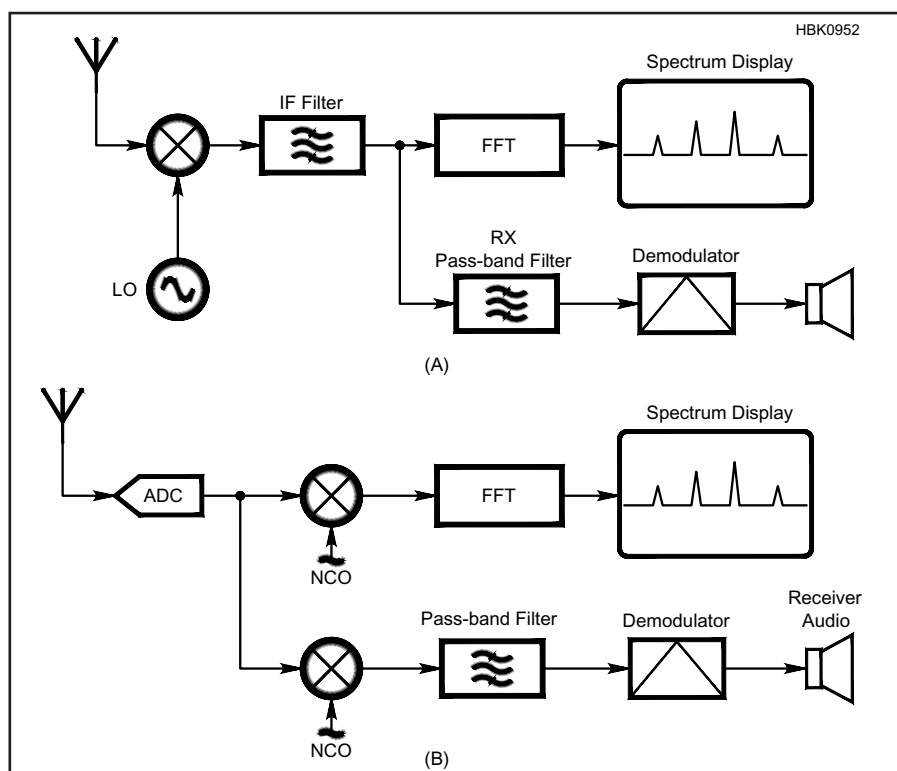 HBK0952
Spectrum Display
IF Filter
FFT
RX
Pass-band Filter
Demodulator
LO
(A)
Spectrum Display
ADC
FFT
NCO
Receiver
Audio
Pass-band Filter
Demodulator
NCO
(B)